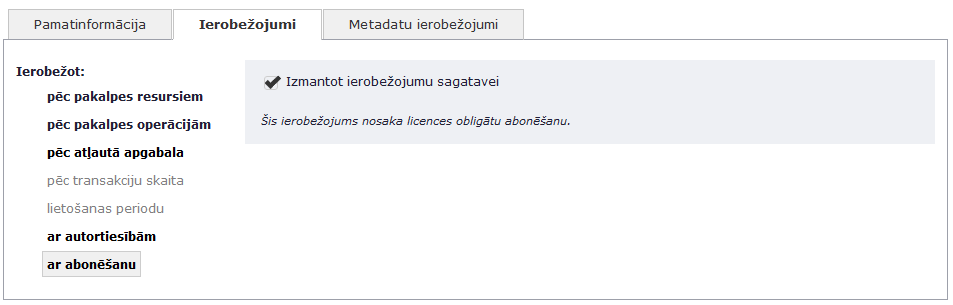 Pamatinformācija
Ierobežojumi
Metadatu ierobežojumi
Ierobežot:
pēc pakalpes resursiem
pēc pakalpes operācijām
pēc atļautā apgabala
pēc transakciju skaita
lietošanas periodu
ar autortiesībām
ar abonēšanu
Izmantot ierobežojumu sagatavei
Šis ierobežojums nosaka licences obligātu abonēšanu.